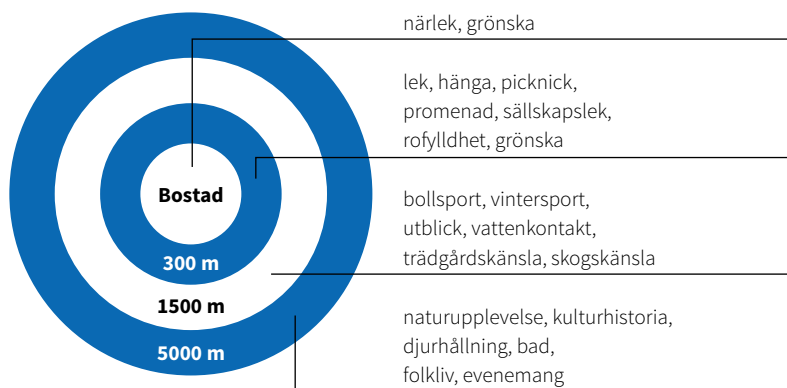 närlek, grönska
lek, hänga, picknick,
promenad, sällskapslek,
rofylldhet, grönska
Bostad
bollsport, vintersport,
utblick, vattenkontakt,
trädgårdskänsla, skogskänsla
300 m
1500 m
naturupplevelse, kulturhistoria,
djurhållning, bad,
folkliv, evenemang
5000 m